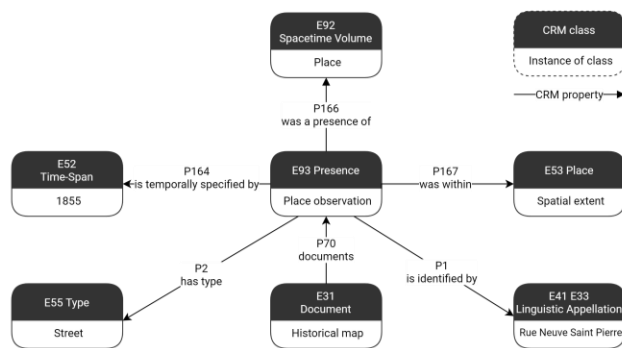 E92
Spacetime Volume
Place
CRM class
Instance of class
CRM property
P166
was a presence of
E52
Time-Span
1855
P164
is temporally specified by
E93 Presence
Place observation
P167
was within
E53 Place
Spatial extent
P2
has type
P70
documents
P1
is identified by
E55 Type
Street
E31
Document
Historical map
E41 E33
Linguistic Appellation
Rue Neuve Saint Pierre